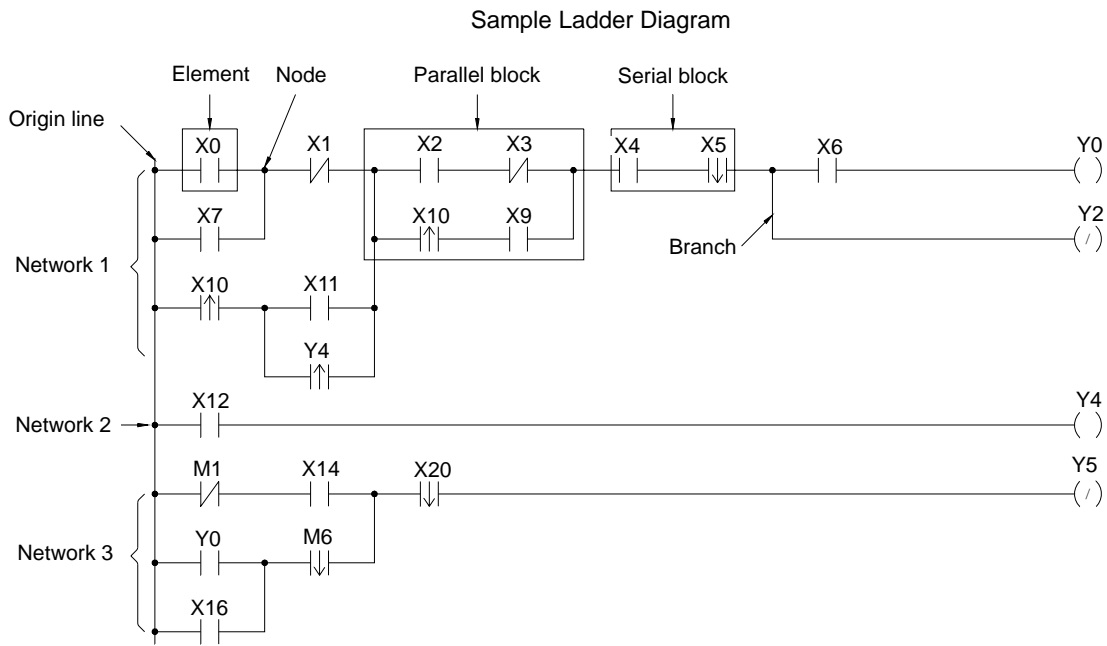 Sample Ladder Diagram
Element Node Parallel block Serial block
Origin line
X0 X1 X2 X3 X4 X5 X6 Y0
X7 X10 X9 Y2
Branch
Network 1
X10 X11
Y4
Network 2 X12 Y4
M1 X14 X20 Y5
Network 3 Y0 M6
X16